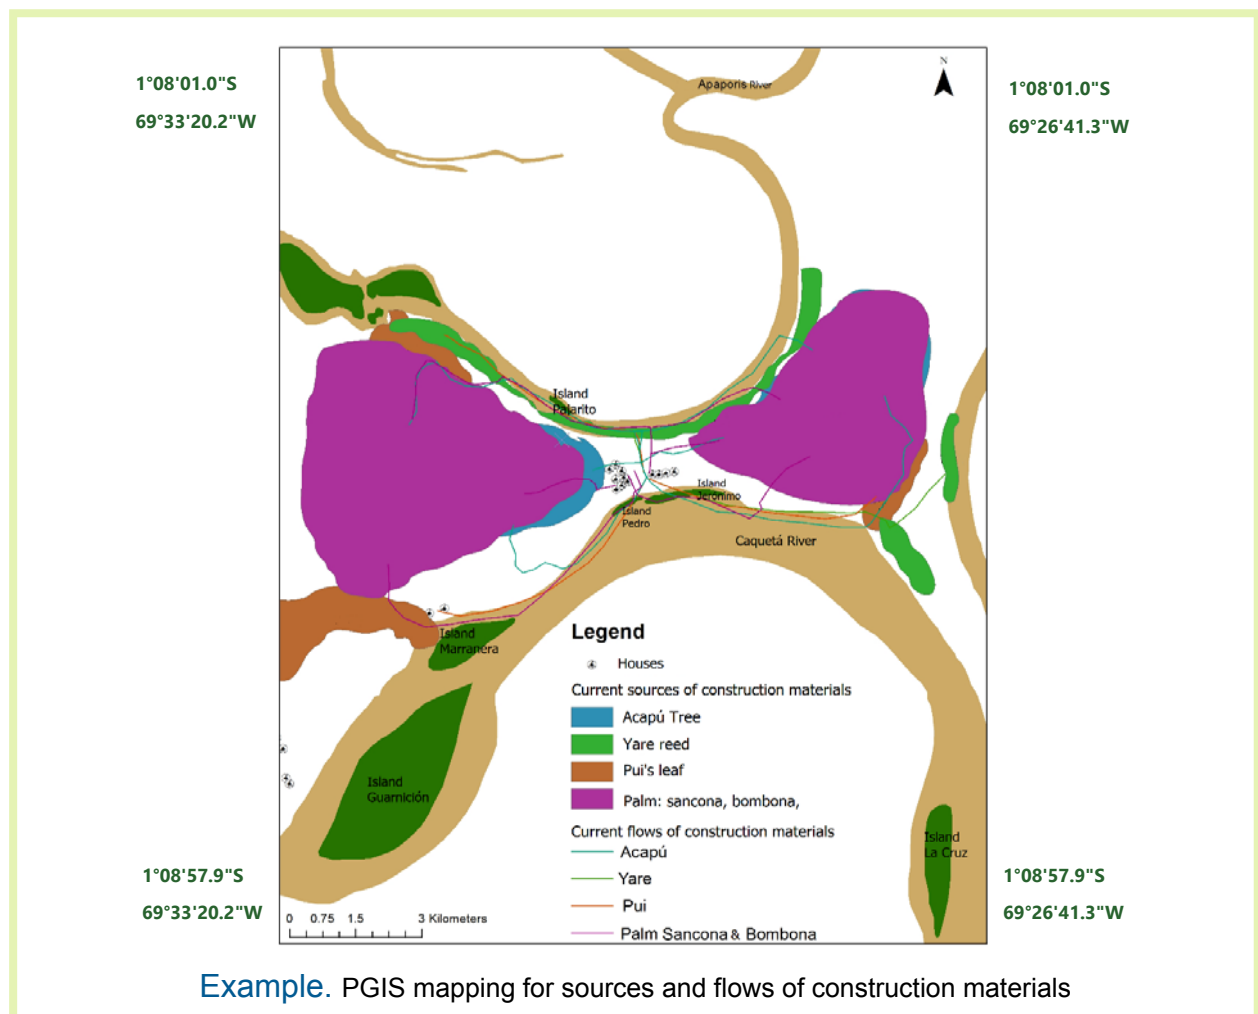 1°08'01.0"S
69°33'20.2"W
1°08'01.0"S
69°26'41.3"W
N
Apaporis River
Island
Pajarito
Island
Jerónimo
Island
Pedro
Caquetá River
Island
Marranera
Island
Guarnición
Island
La Cruz
Legend
Houses
Current sources of construction materials
Acapú Tree
Yare reed
Pui's leaf
Palm: sancona, bombona,
Current flows of construction materials
Acapú
Yare
Pui
Palm Sancona & Bombona
1°08'57.9"S
69°33'20.2"W
1°08'57.9"S
69°26'41.3"W
0 0.75 1.5 3 Kilometers
Example. PGIS mapping for sources and flows of construction materials